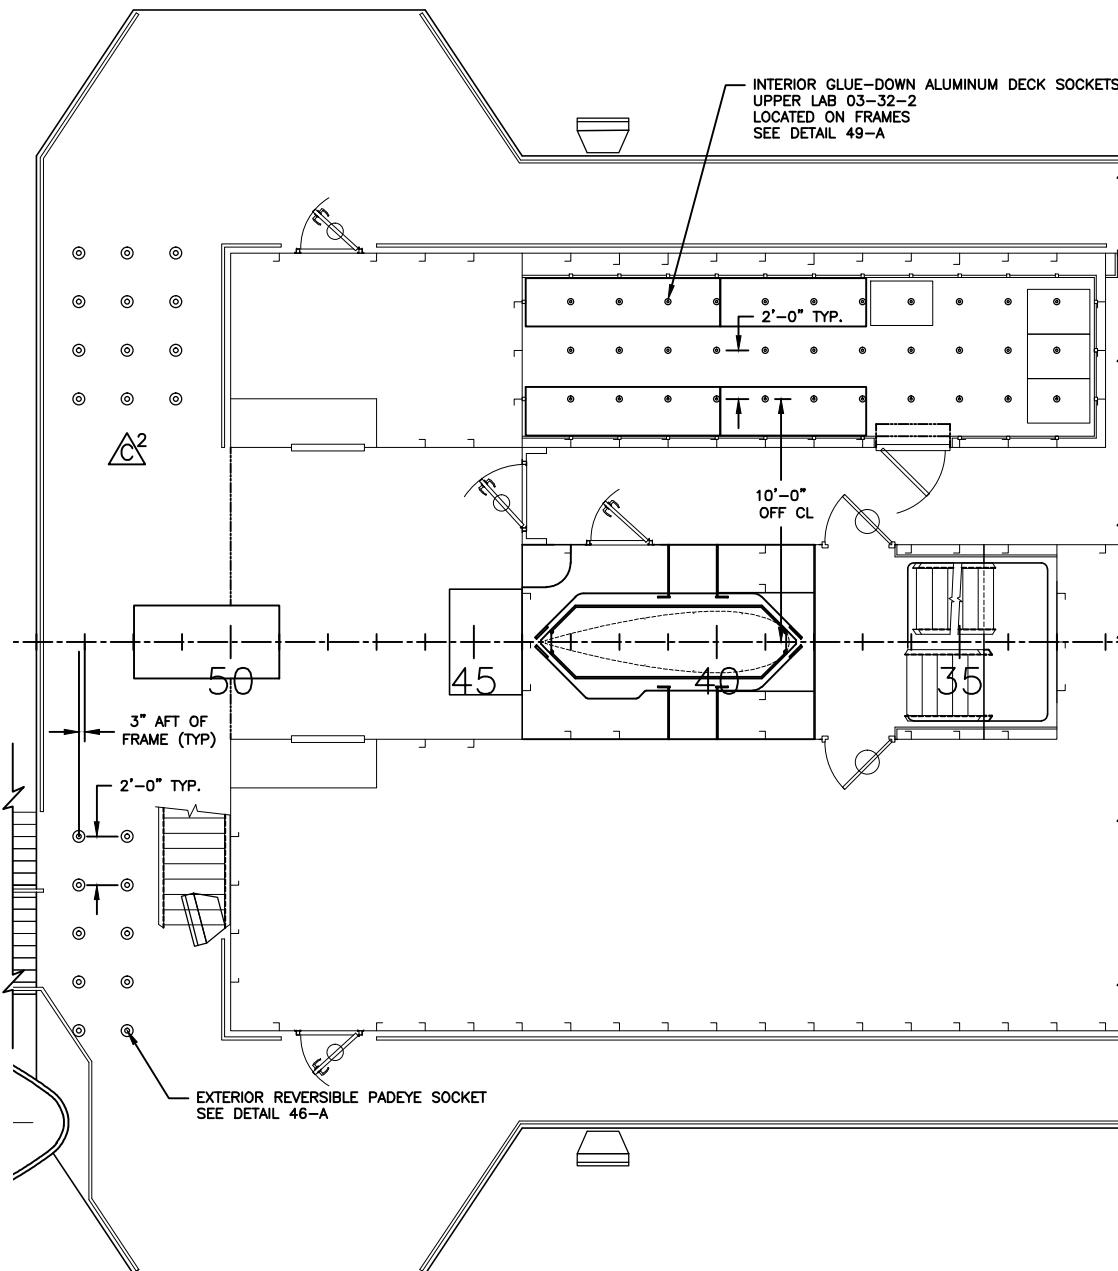 INTERIOR GLUE-DOWN ALUMINUM DECK SOCKETS
UPPER LAB 03-32-2
LOCATED ON FRAMES
SEE DETAIL 49-A
2'-0" TYP.
C 2
10'-0"
OFF CL
50
45
40
35
3" AFT OF
FRAME (TYP)
2'-0" TYP.
EXTERIOR REVERSIBLE PADEYE SOCKET
SEE DETAIL 46-A